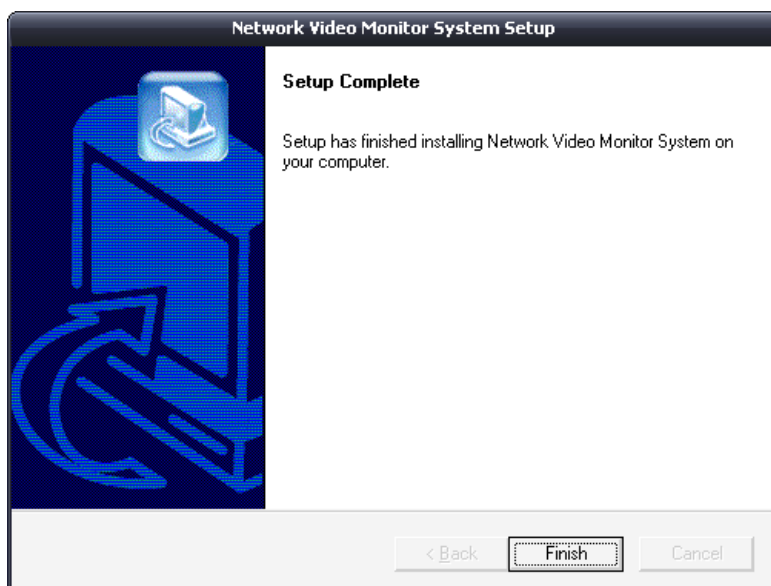 Network Video Monitor System Setup
Setup Complete
Setup has finished installing Network Video Monitor System on
your computer.
< Back
Finish
Cancel